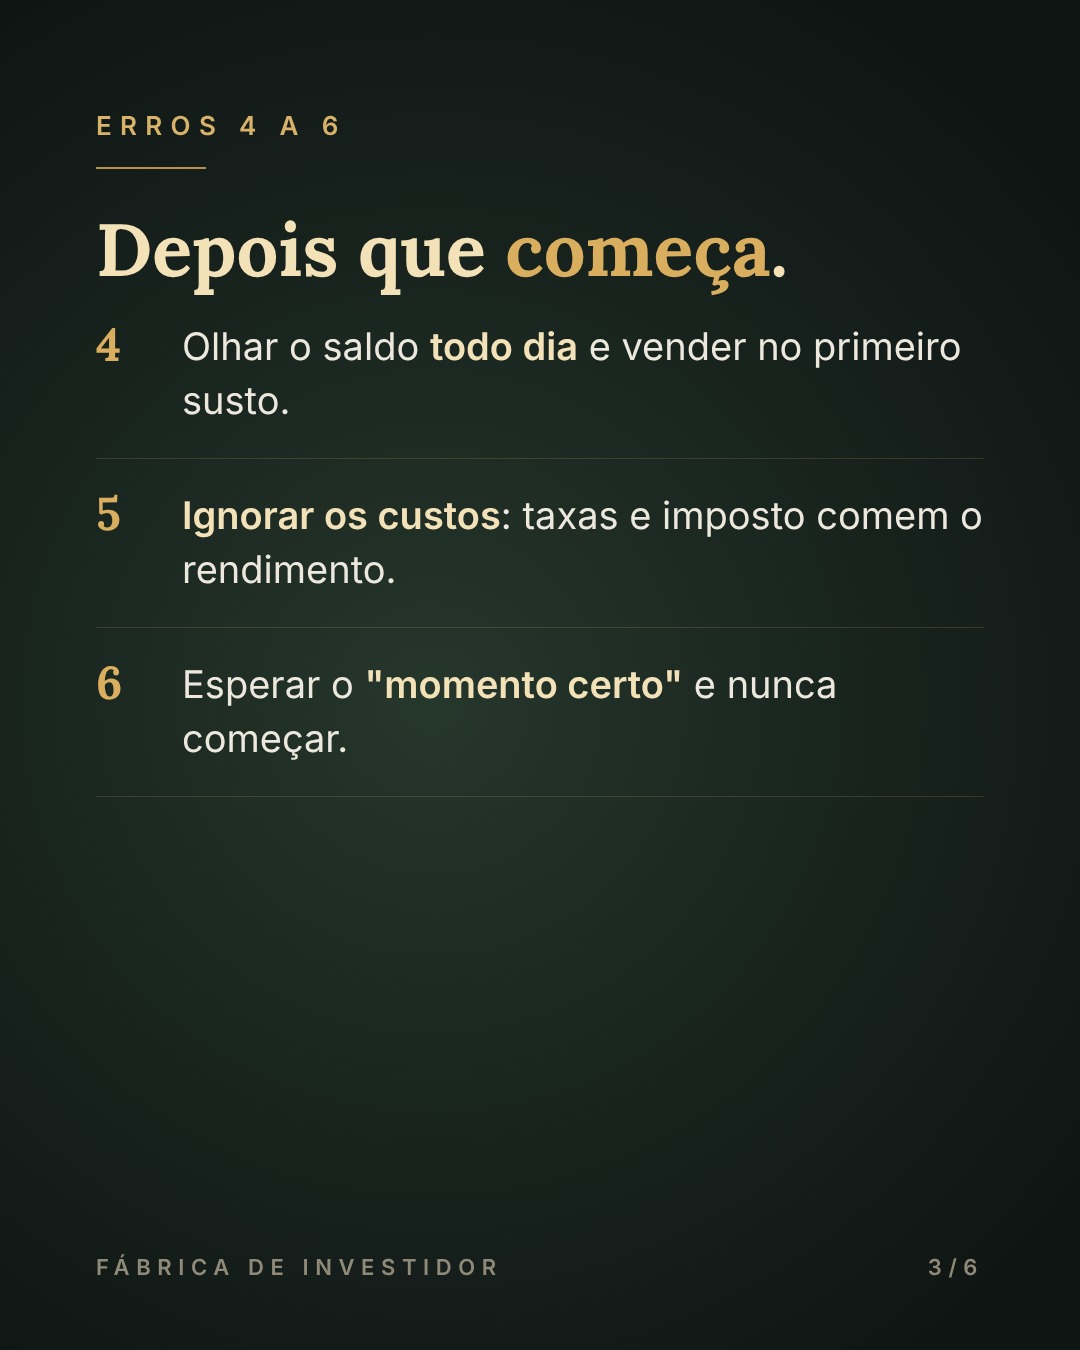 ERROS 4 A 6
Depois que começa.
4 Olhar o saldo todo dia e vender no primeiro
susto.
5 Ignorar os custos: taxas e imposto comem o
rendimento.
6 Esperar o "momento certo" e nunca
começar.
FÁBRICA DE INVESTIDOR 3/6